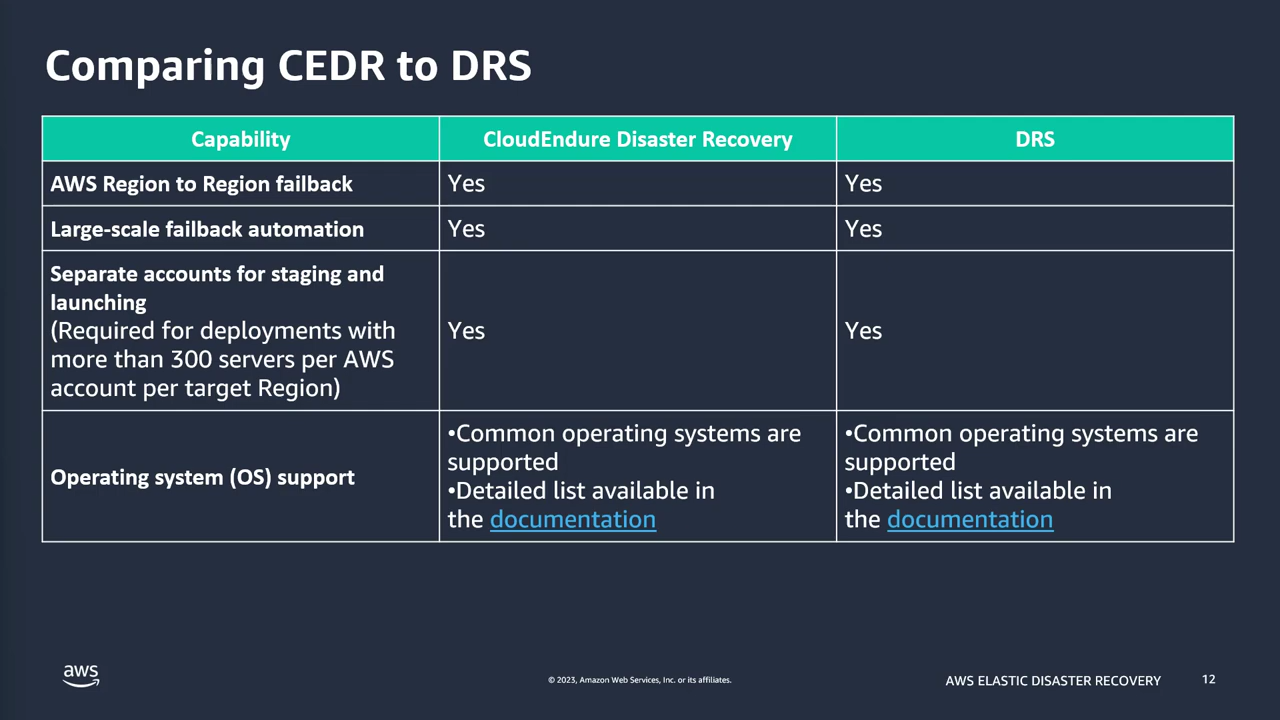 Comparing CEDR to DRS
Capability
CloudEndure Disaster Recovery
DRS
AWS Region to Region failback
Yes
Yes
Large-scale failback automation
Yes
Yes
Separate accounts for staging and
launching
(Required for deployments with
more than 300 servers per AWS
account per target Region)
Yes
Yes
Operating system (OS) support
•Common operating systems are
supported
•Detailed list available in
the documentation
•Common operating systems are
supported
•Detailed list available in
the documentation
aws
© 2023, Amazon Web Services, Inc. or its affiliates.
AWS ELASTIC DISASTER RECOVERY
12